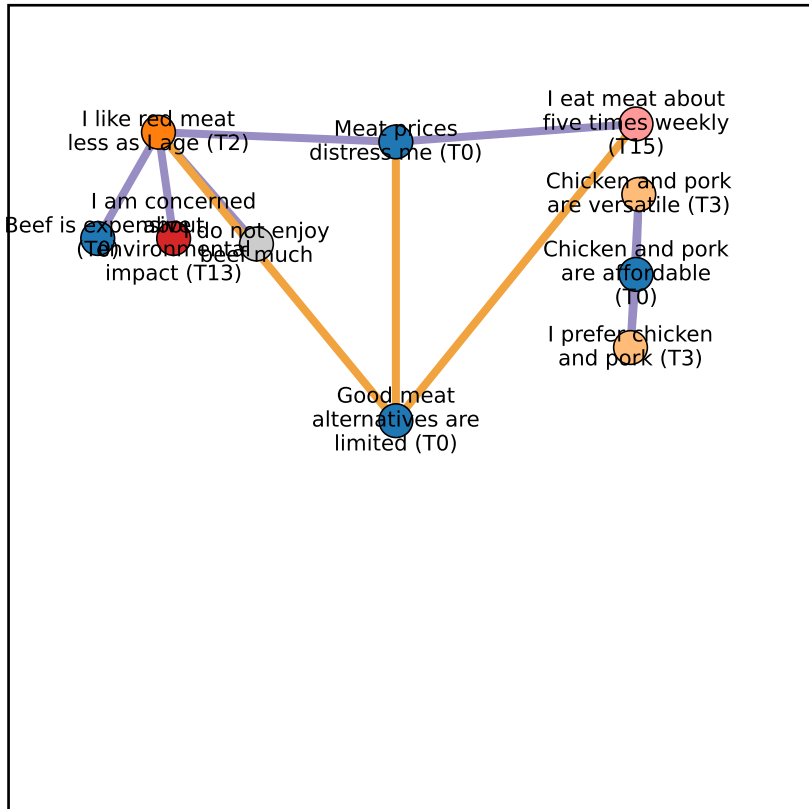 I like red meat
less as I age (T2)
Meat prices
distress me (T0)
I eat meat about
five times weekly
(T15)
Chicken and pork
are versatile (T3)
I am concerned
about
environmental
impact (T13)
Beef is expensive
(T0)
I do not enjoy
beef much
Chicken and pork
are affordable
(T0)
I prefer chicken
and pork (T3)
Good meat
alternatives are
limited (T0)